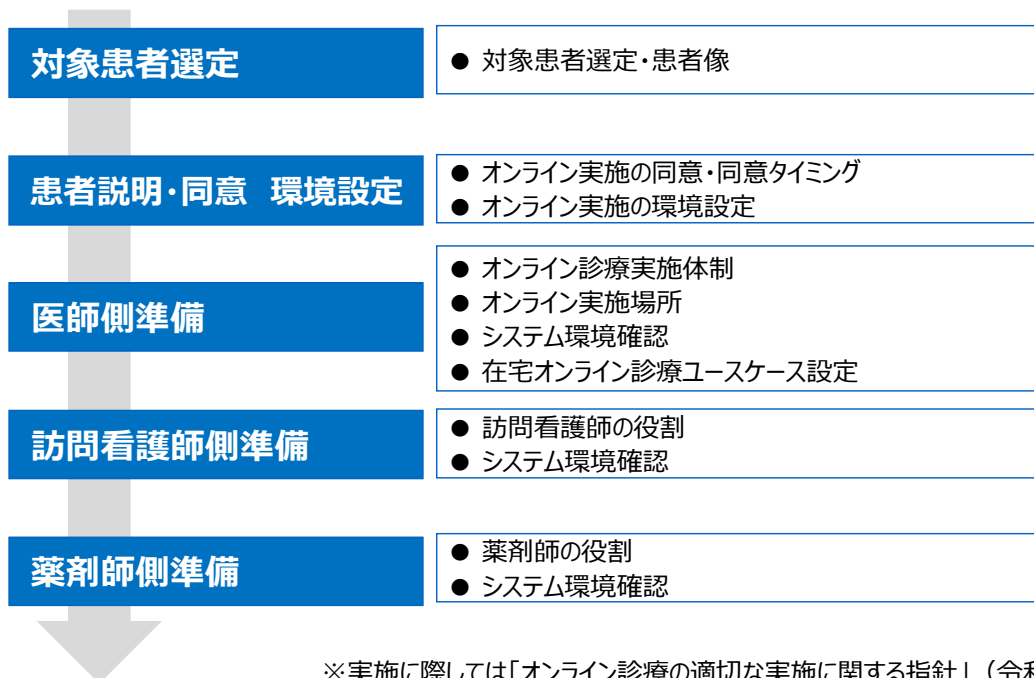 対象患者選定
● 対象患者選定・患者像
患者説明・同意　環境設定
● オンライン実施の同意・同意タイミング
● オンライン実施の環境設定
医師側準備
● オンライン診療実施体制
● オンライン実施場所
● システム環境確認
● 在宅オンライン診療ユースケース設定
訪問看護師側準備
● 訪問看護師の役割
● システム環境確認
薬剤師側準備
● 薬剤師の役割
● システム環境確認
※実施に際しては「オンライン診療の適切な実施に関する指針」（令和